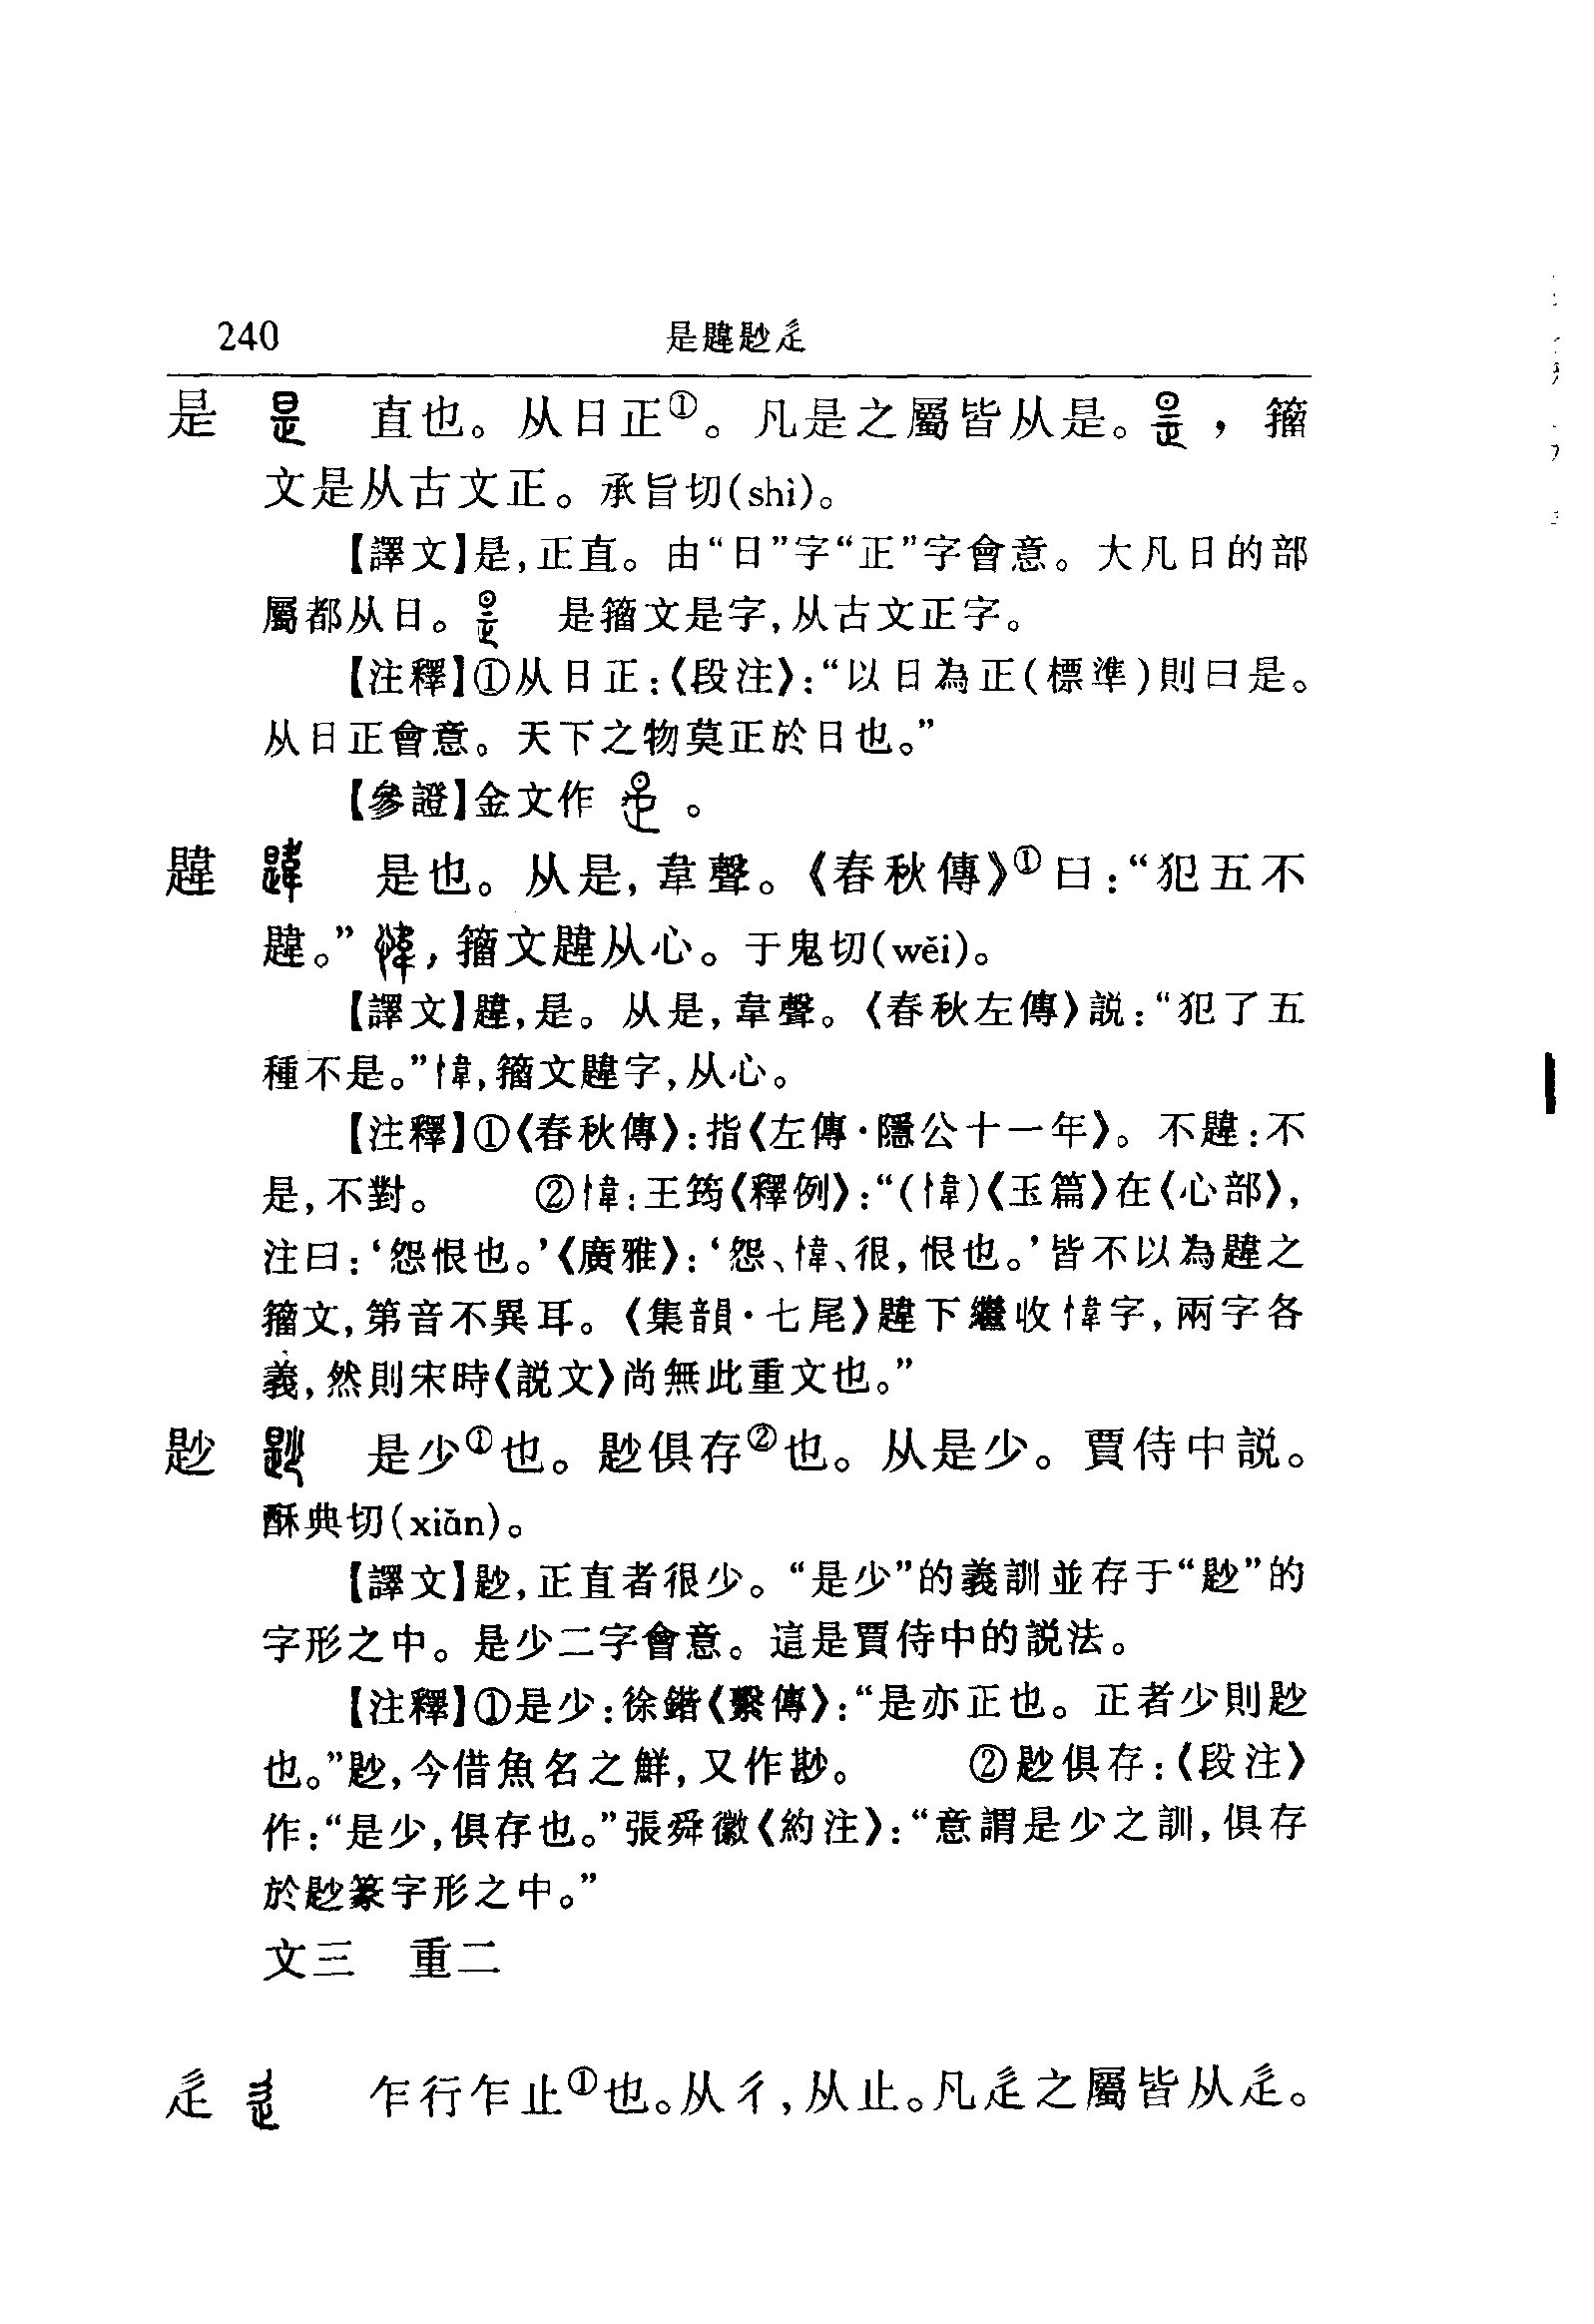 240 是韙尟辵
是 直也。从日正①。凡是之屬皆从是。，籀
文是从古文正。承旨切(shì)。
【譯文】是,正直。由“日”字“正”字會意。大凡日的部
屬都从日。 是籀文是字,从古文正字。
【注釋】①从日正:《段注》:“以日為正(標準)則曰是。
从日正會意。天下之物莫正於日也。”
【參證】金文作 。
韙 是也。从是,韋聲。《春秋傳》①曰:“犯五不
韙。”,籀文韙从心。于鬼切(wěi)。
【譯文】韙,是。从是,韋聲。《春秋左傳》説:“犯了五
種不是。”愇,籀文韙字,从心。
【注釋】①《春秋傳》:指《左傳·隱公十一年》。不韙:不
是,不對。 ②愇:王筠《釋例》:“(愇)《玉篇》在《心部》,
注曰:‘怨恨也。’《廣雅》:‘怨、愇、很,恨也。’皆不以為韙之
籀文,第音不異耳。《集韻·七尾》韙下繼收愇字,兩字各
義,然則宋時《説文》尚無此重文也。”
尟 是少①也。尟俱存②也。从是少。賈侍中説。
酥典切(xiǎn)。
【譯文】尟,正直者很少。“是少”的義訓並存于“尟”的
字形之中。是少二字會意。這是賈侍中的説法。
【注釋】①是少:徐鍇《繫傳》:“是亦正也。正者少則尟
也。”尟,今借魚名之鮮,又作尠。 ②尟俱存:《段注》
作:“是少,俱存也。”張舜徽《約注》:“意謂是少之訓,俱存
於尟篆字形之中。”
文三 重二
辵 乍行乍止①也。从彳,从止。凡辵之屬皆从辵。